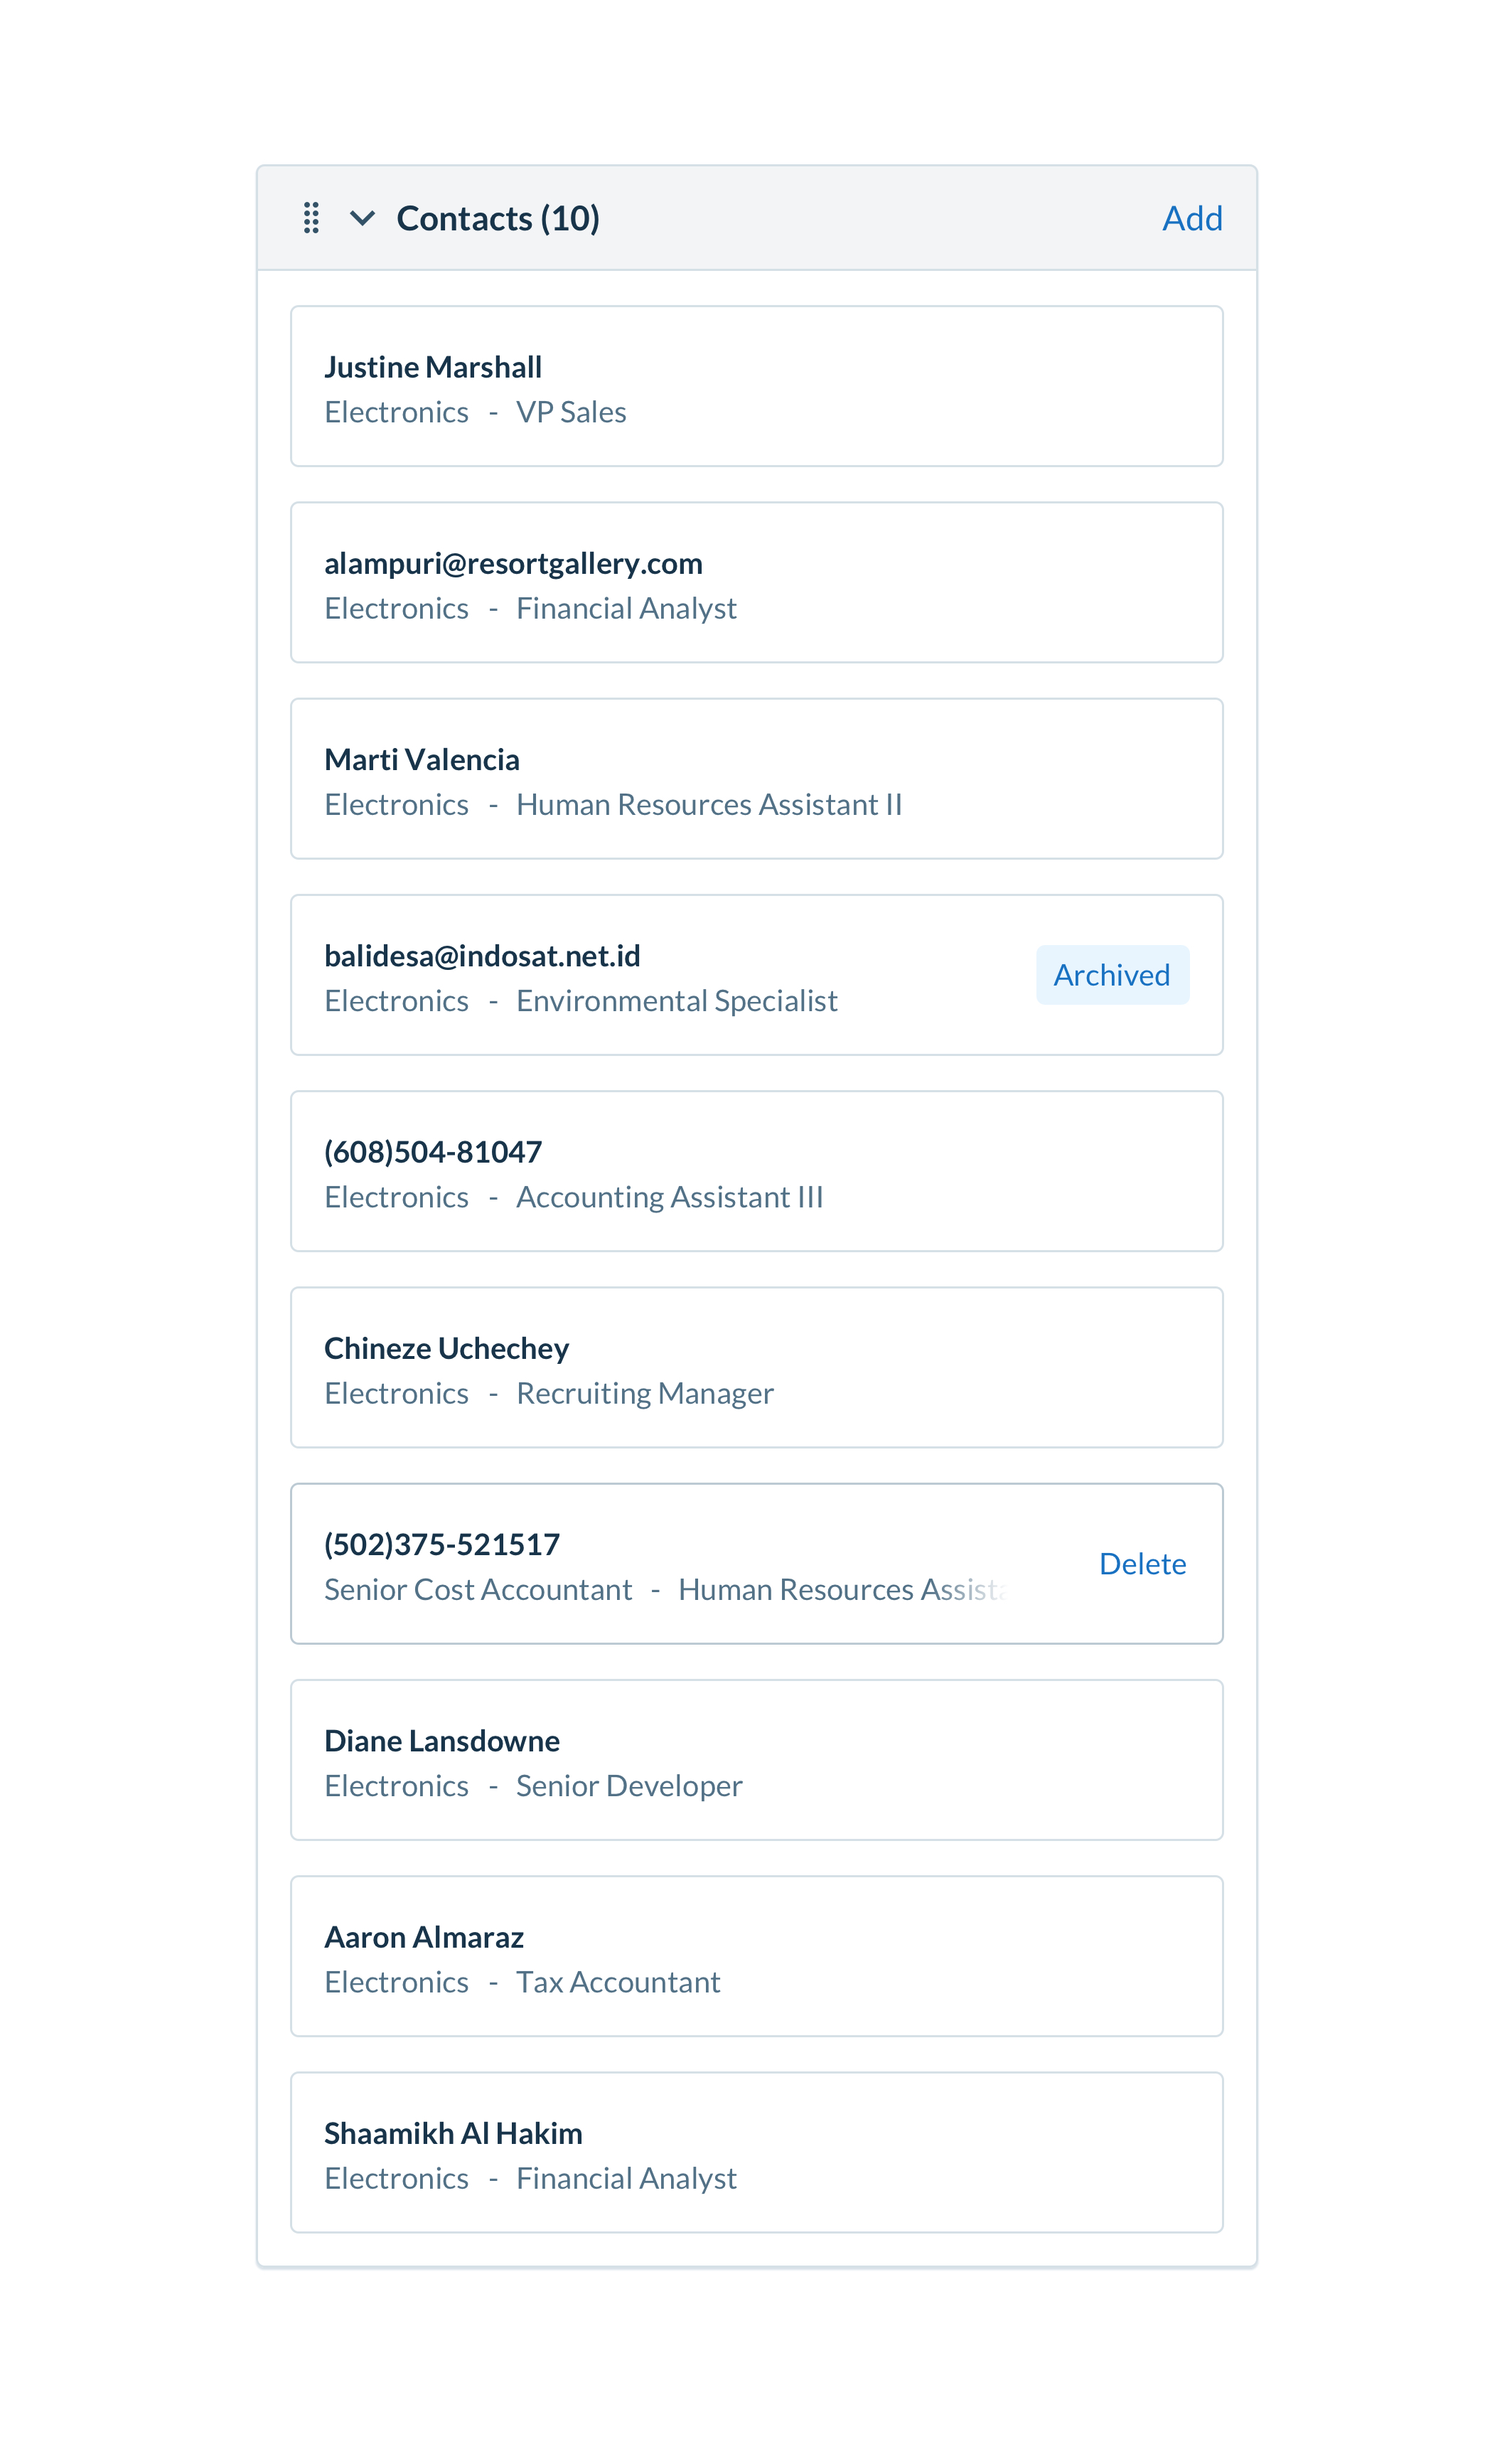 Contacts (10)
Add
Justine Marshall
Electronics - VP Sales
alampuri@resortgallery.com
Electronics - Financial Analyst
Marti Valencia
Electronics - Human Resources Assistant II
balidesa@indosat.net.id
Electronics - Environmental Specialist
Archived
(608)504-81047
Electronics - Accounting Assistant III
Chineze Uchechey
Electronics - Recruiting Manager
(502)375-521517
Senior Cost Accountant - Human Resources Assista
Delete
Diane Lansdowne
Electronics - Senior Developer
Aaron Almaraz
Electronics - Tax Accountant
Shaamikh Al Hakim
Electronics - Financial Analyst